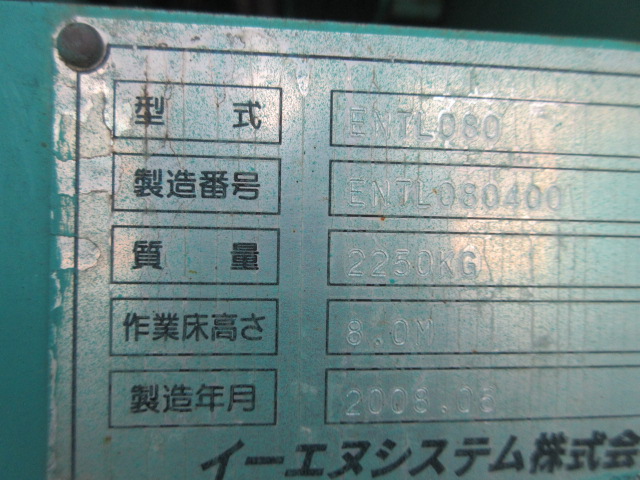 型式 ENTL080
製造番号 ENTL080400
質量 2250KG
作業床高さ 8.0M
製造年月 2008.05
イーエヌシステム株式会